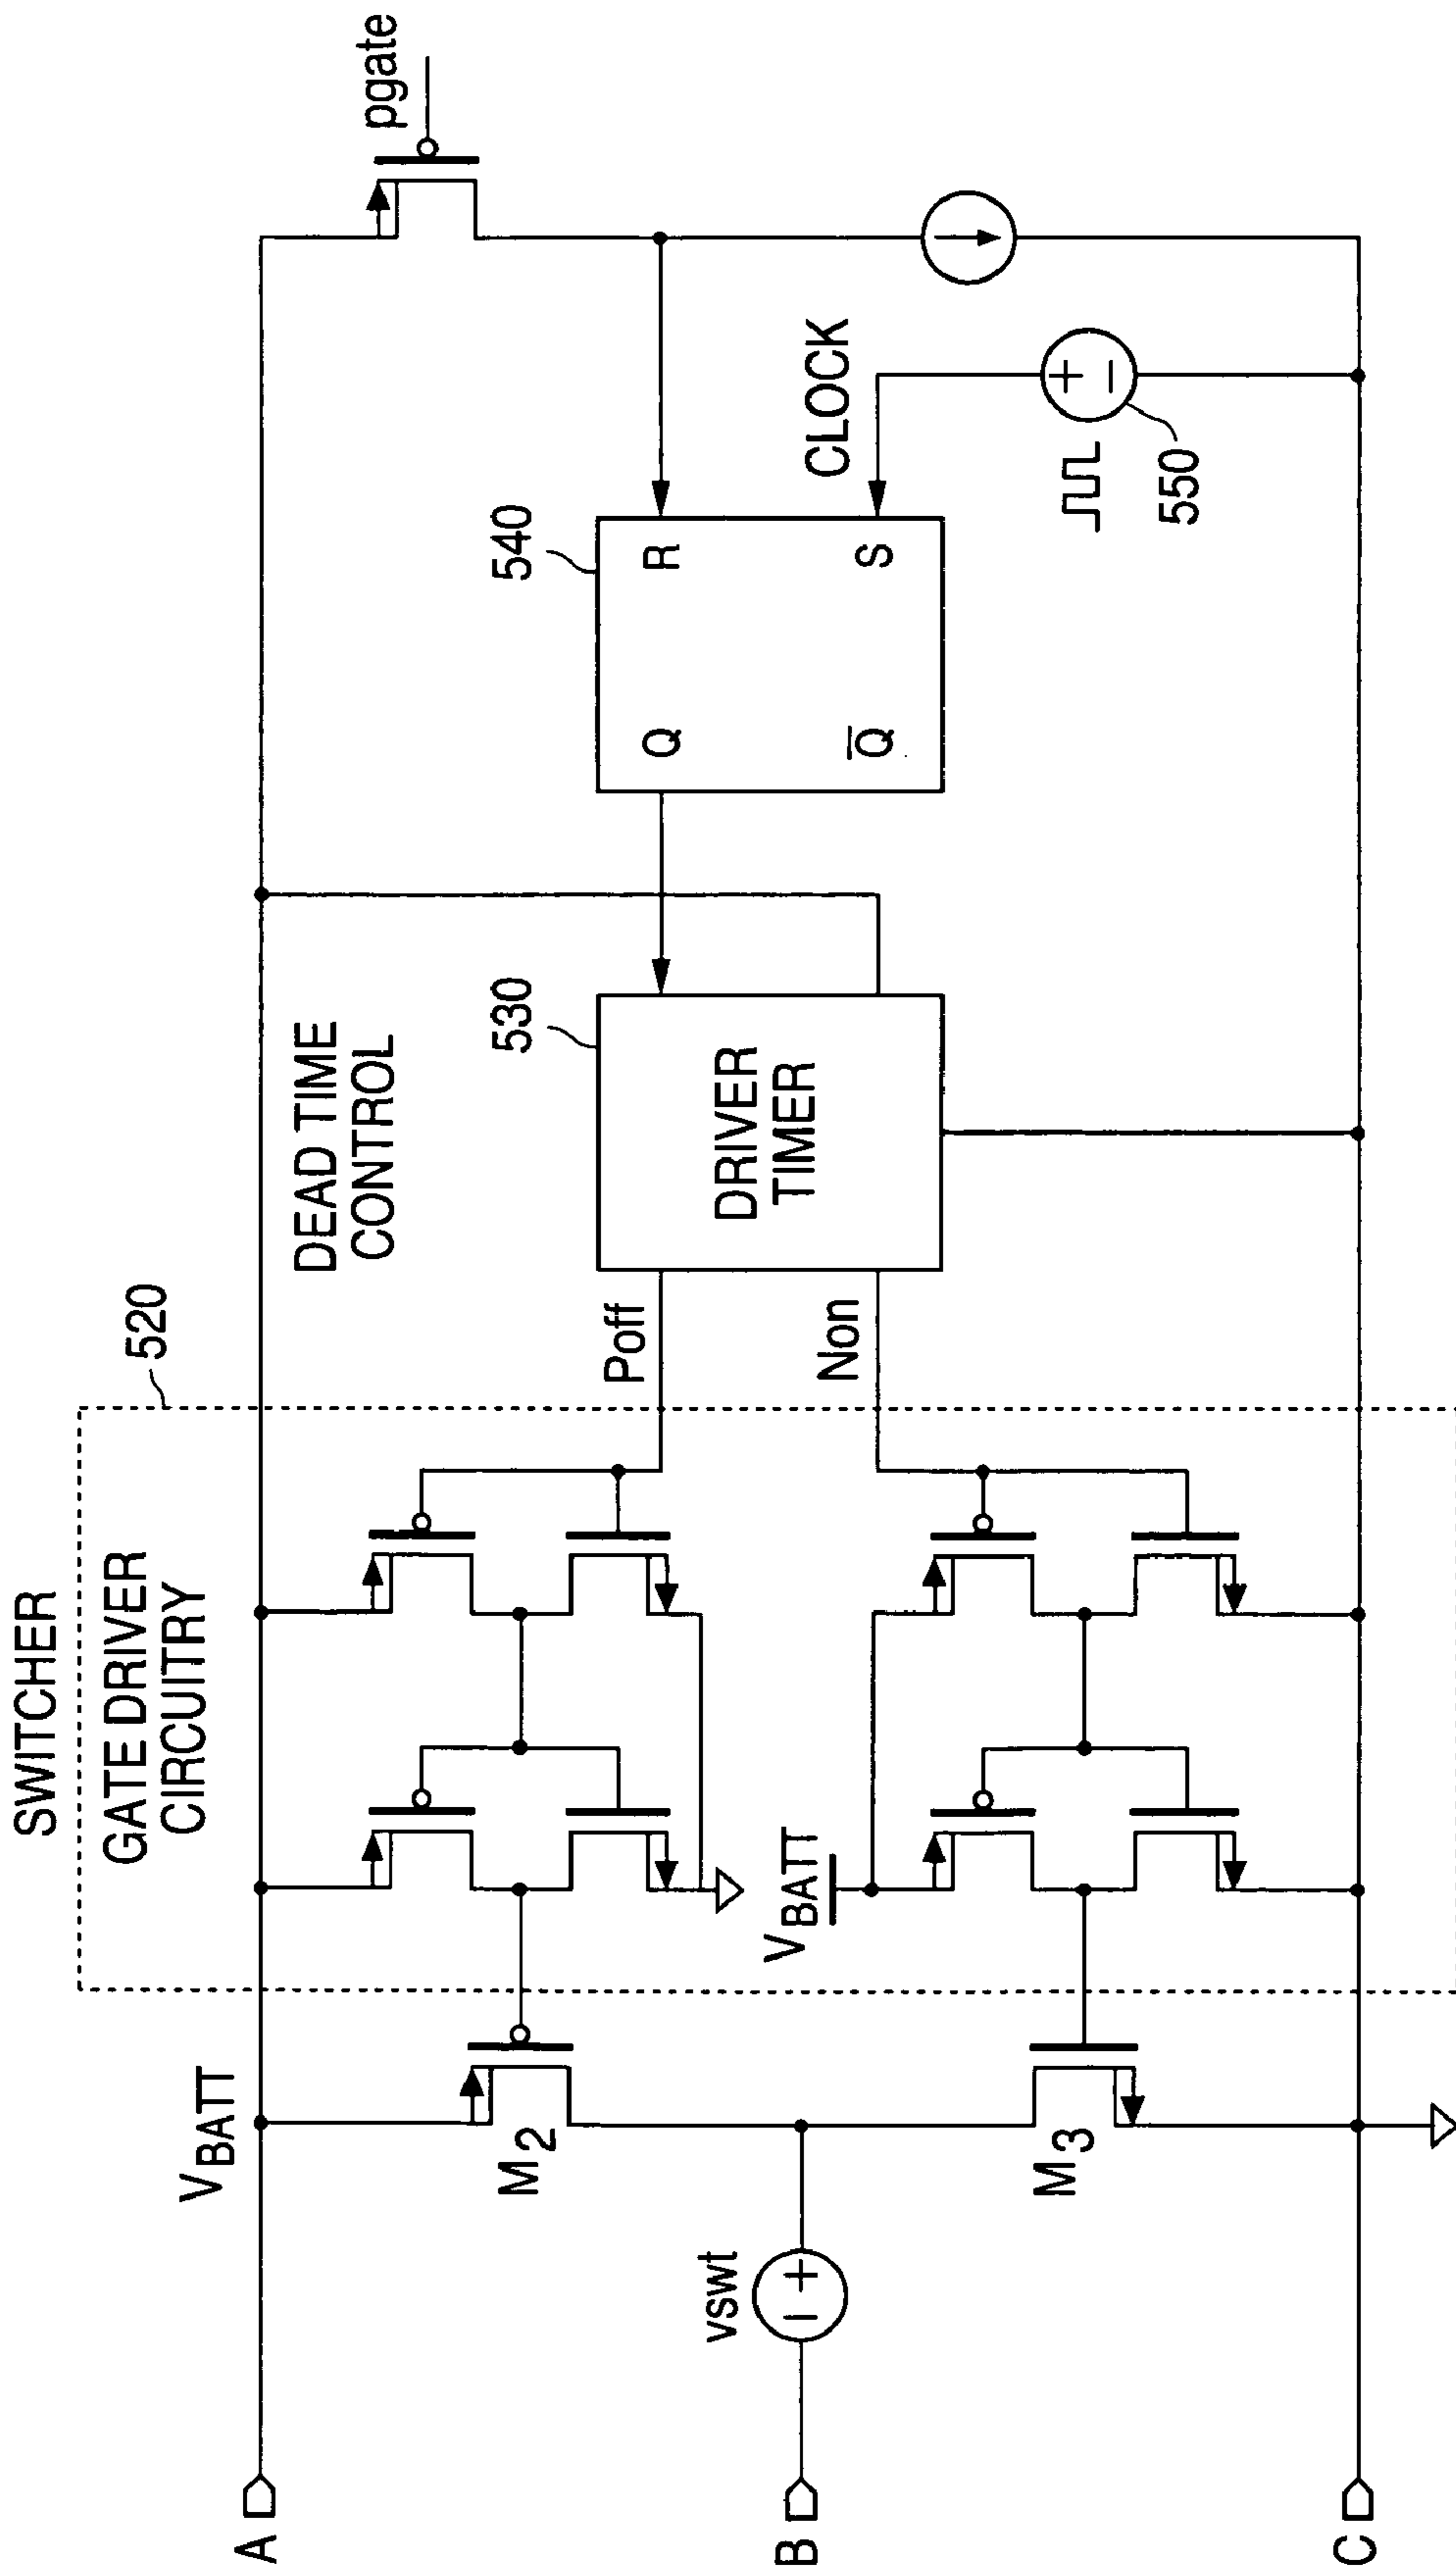 SWITCHER
520
GATE DRIVER
CIRCUITRY
A
VBATT
DEAD TIME
CONTROL
pgate
M2
Poff
530
540
Q
R
vswt
+
−
B
DRIVER
TIMER
VBATT
Non
Q̅
S
CLOCK
M3
+
−
550
C